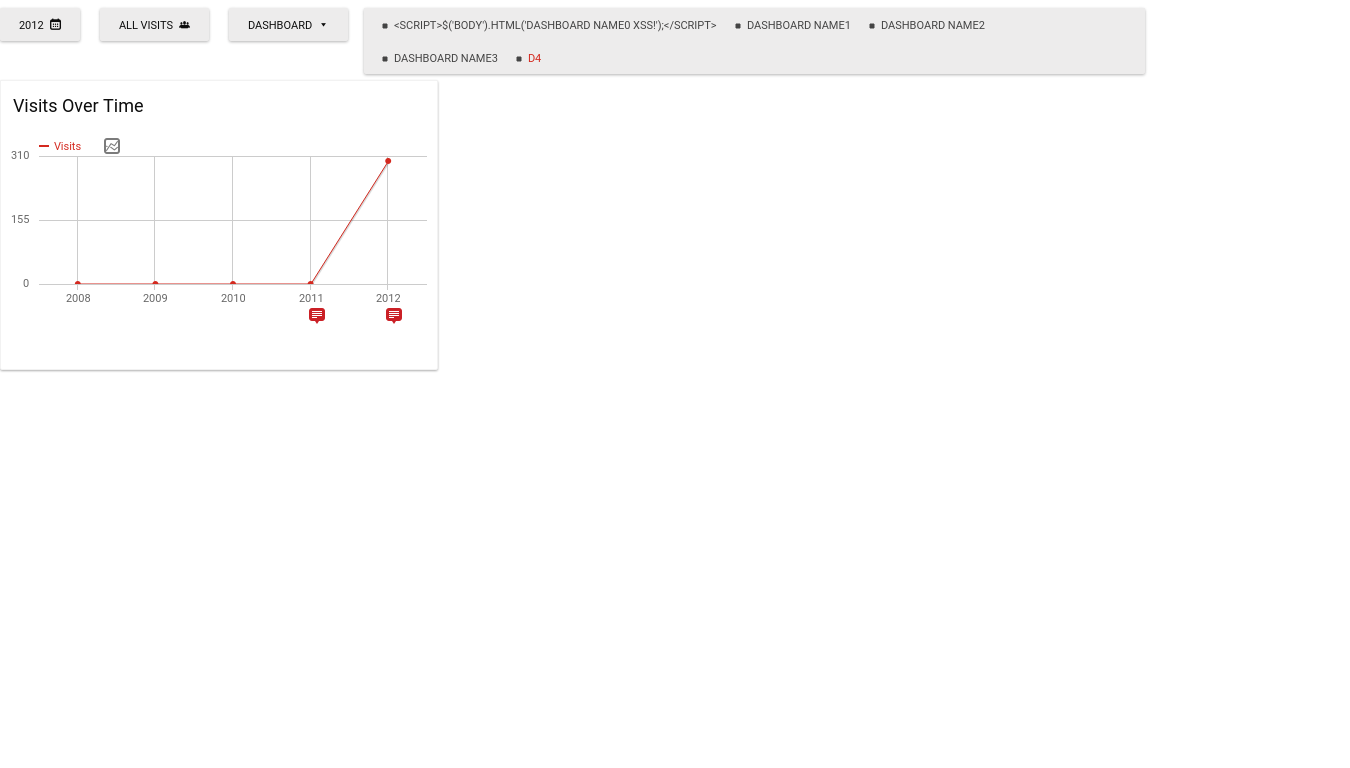 2012
ALL VISITS
DASHBOARD
<SCRIPT>$('BODY').HTML('DASHBOARD NAME0 XSS!');</SCRIPT> DASHBOARD NAME1 DASHBOARD NAME2
DASHBOARD NAME3 D4
Visits Over Time
Visits
310
155
0
2008 2009 2010 2011 2012